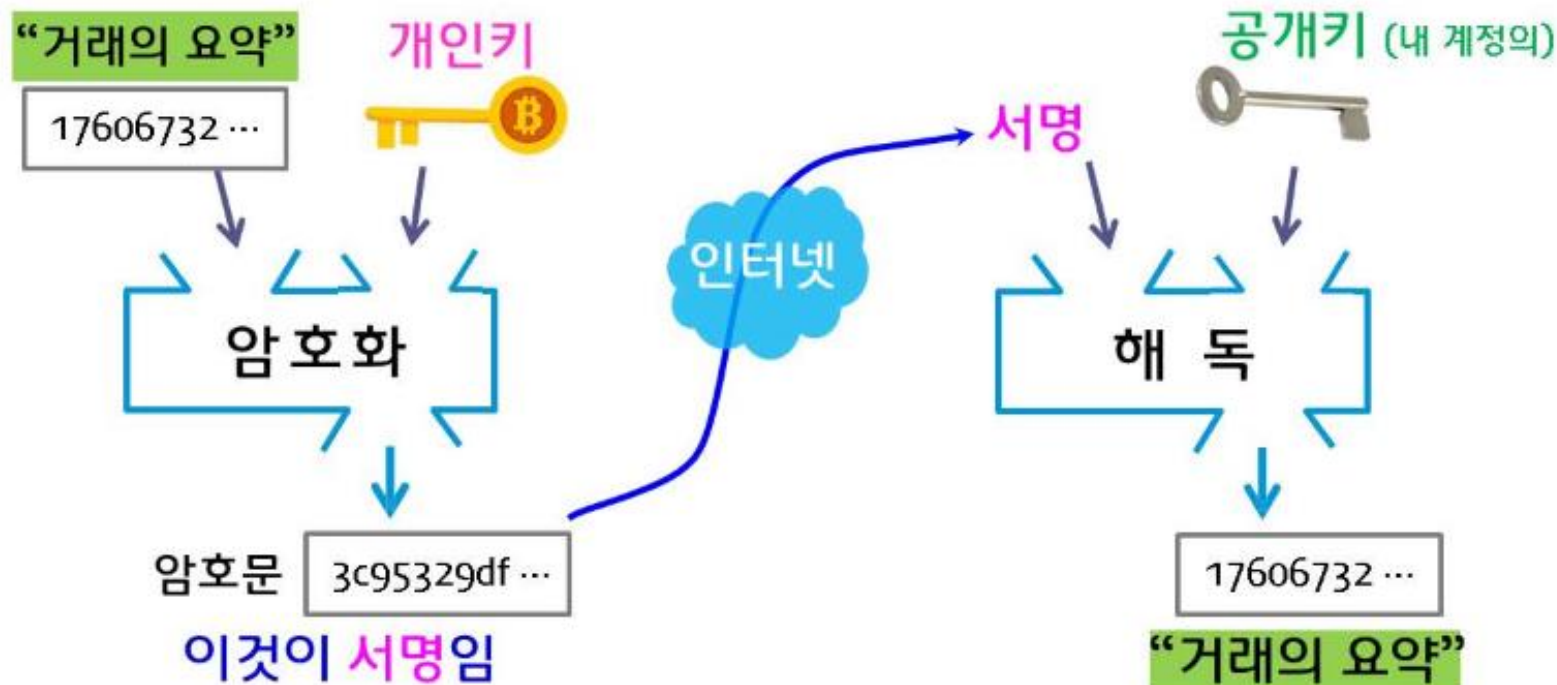 “거래의 요약”
17606732 ...
개인키
암호화
암호문 3c95329df ...
이것이 서명임
인터넷
서명
공개키 (내 계정의)
해 독
17606732 ...
“거래의 요약”